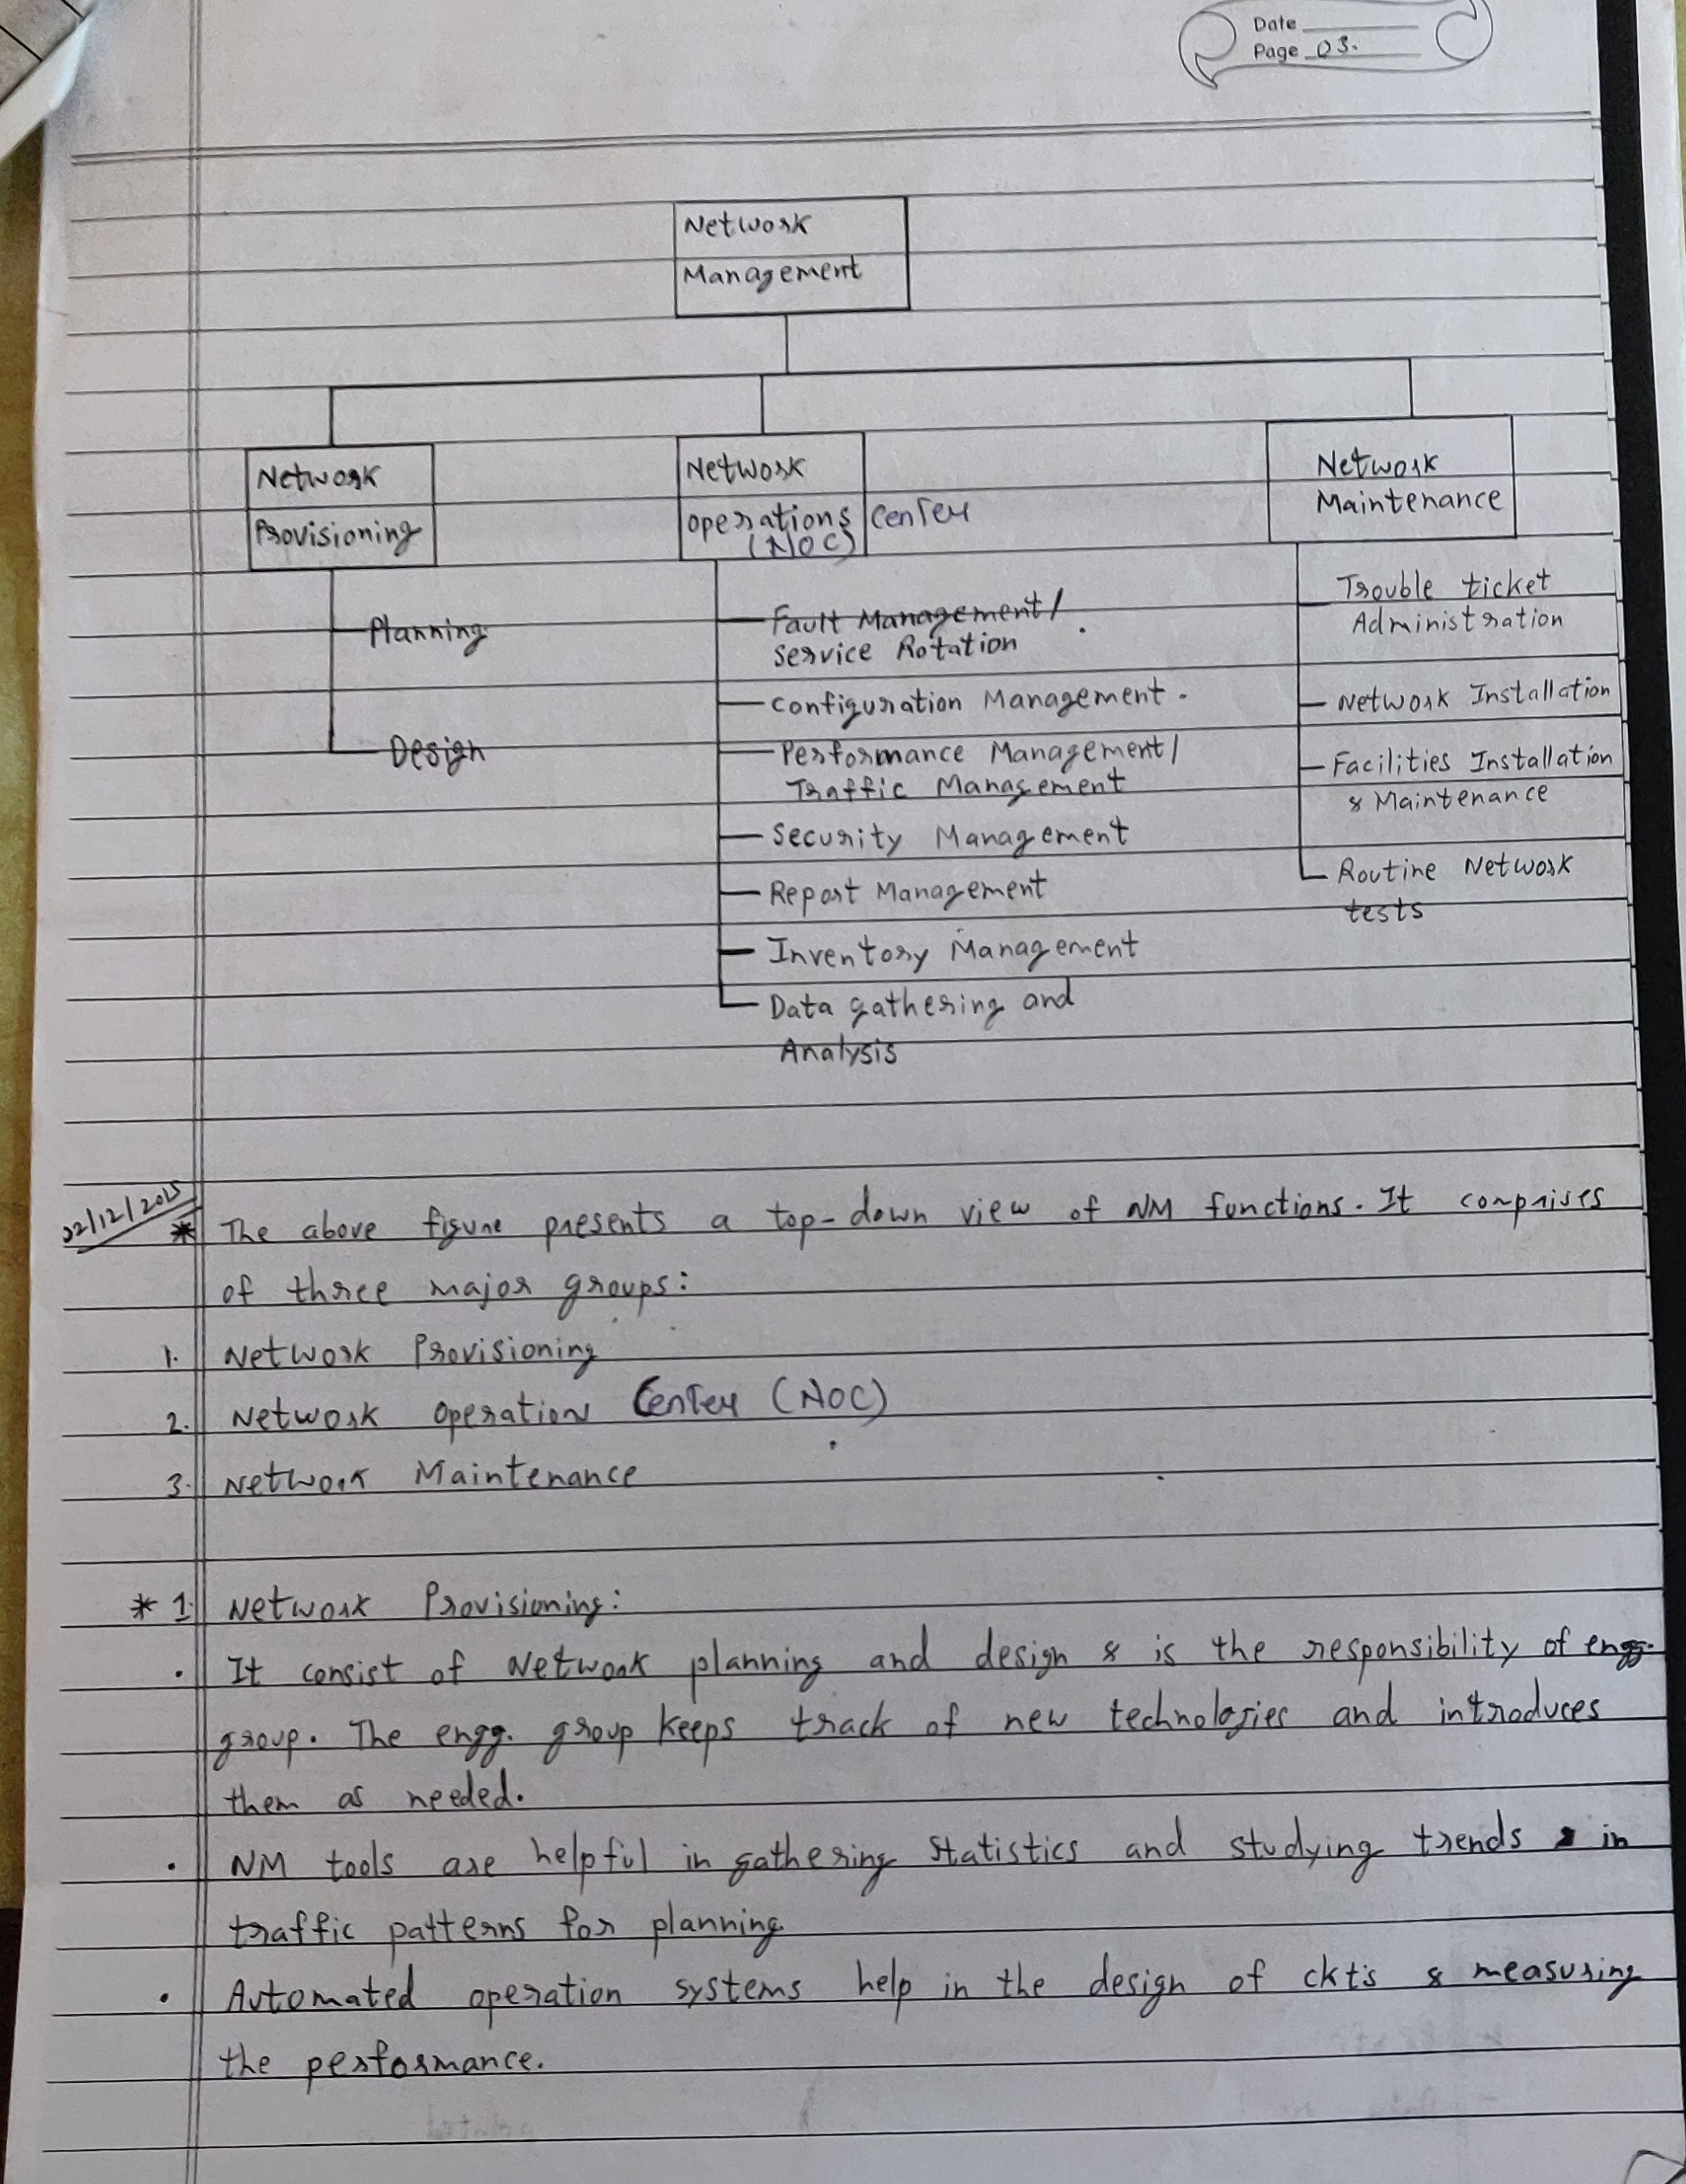 Date
Page 03.
Network
Management
Network
Provisioning
Planning
Design
Network
operations Center
(NOC)
Fault Management/
Service Rotation
Configuration Management.
Performance Management/
Traffic Management
Security Management
Report Management
Inventory Management
Data gathering and
Analysis
Network
Maintenance
Trouble ticket
Administration
Network Installation
Facilities Installation
& Maintenance
Routine Network
tests
22/12/2025
* The above figure presents a top-down view of NM functions. It comprises
of three major groups:
1. Network Provisioning
2. Network Operation Center (NOC)
3. Network Maintenance
* 1. Network Provisioning:
• It consist of Network planning and design & is the responsibility of engg.
group. The engg. group keeps track of new technologies and introduces
them as needed.
• NM tools are helpful in gathering statistics and studying trends in
traffic patterns for planning
• Automated operation systems help in the design of ckt's & measuring
the performance.